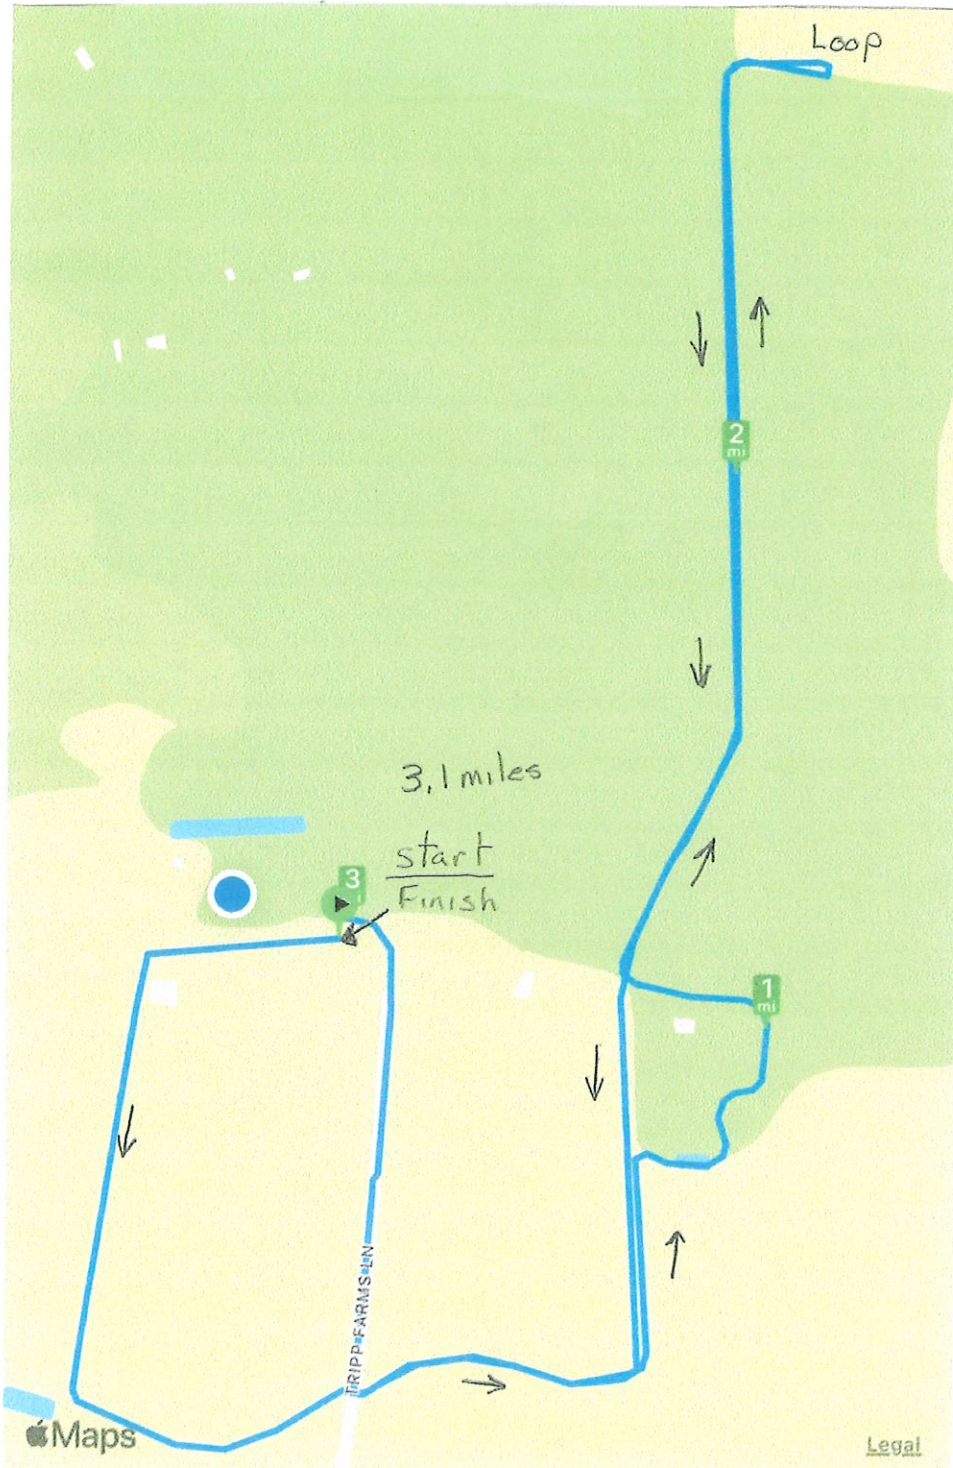 Loop
2
mi
3.1 miles
start
Finish
3
1
mi
TRIPP FARMS LN
Maps
Legal